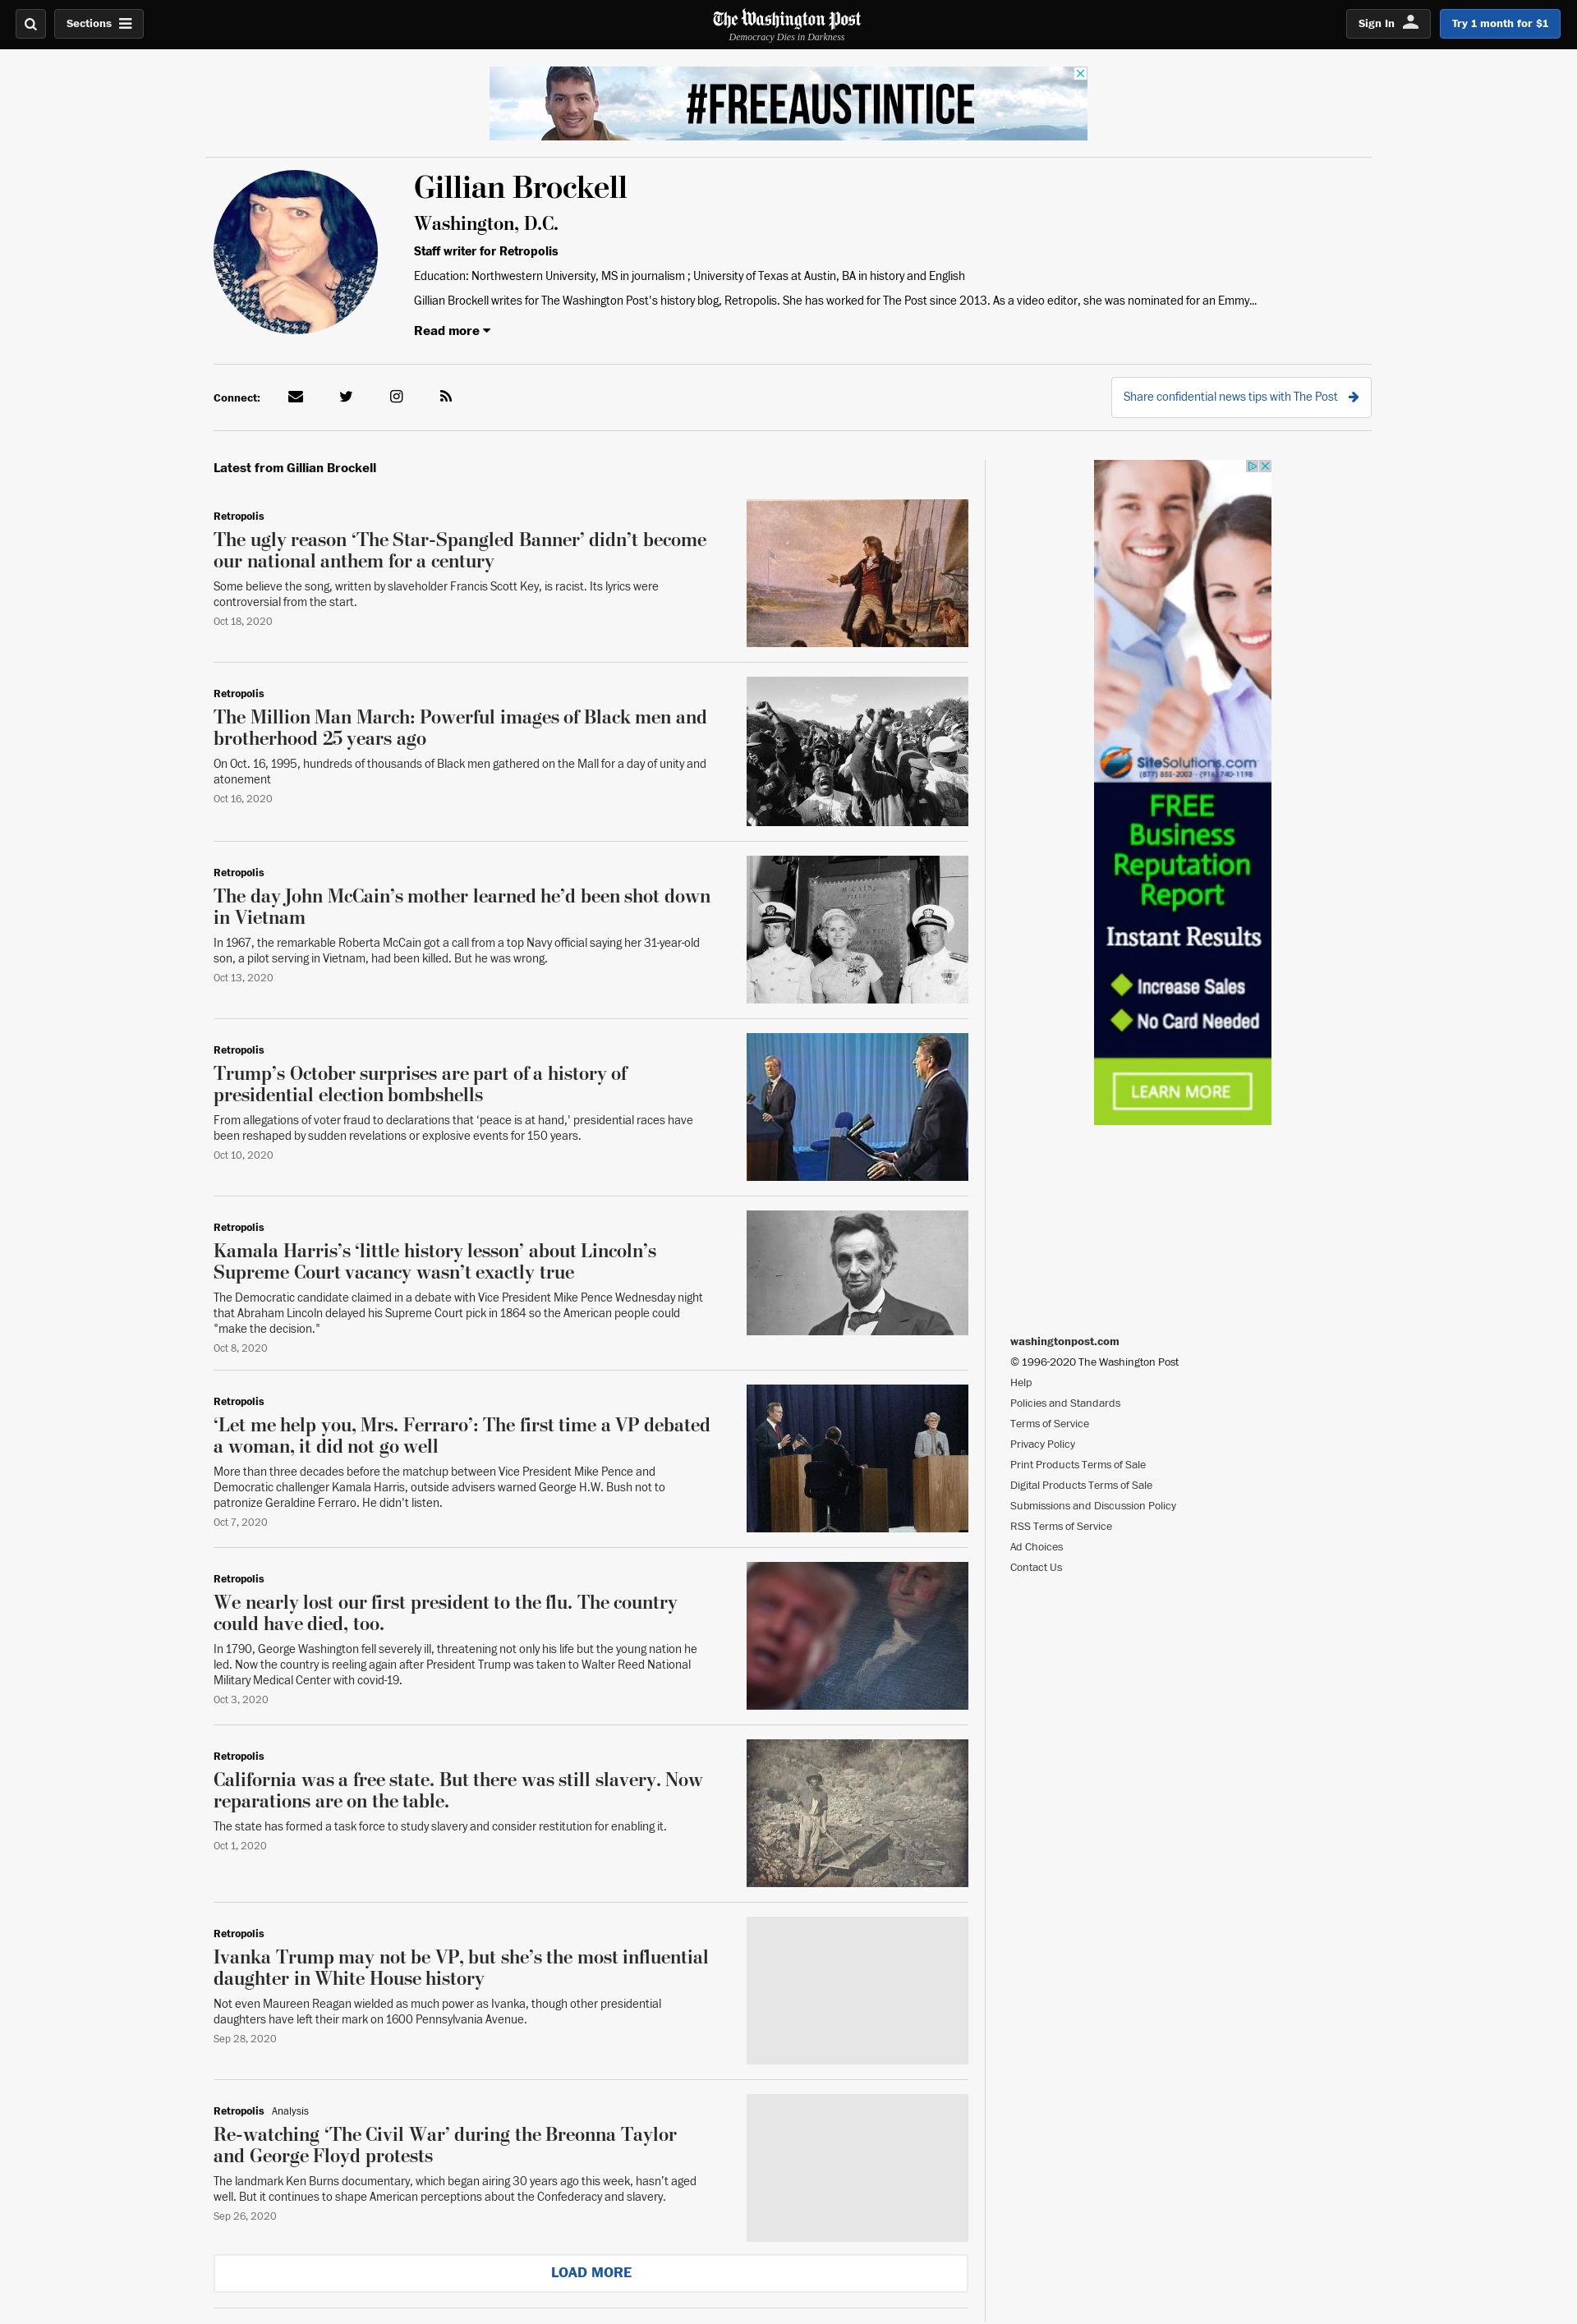 Sections
The Washington Post
Democracy Dies in Darkness
Sign In
Try 1 month for $1
#FREEAUSTINTICE
Gillian Brockell
Washington, D.C.
Staff writer for Retropolis
Education: Northwestern University, MS in journalism ; University of Texas at Austin, BA in history and English
Gillian Brockell writes for The Washington Post's history blog, Retropolis. She has worked for The Post since 2013. As a video editor, she was nominated for an Emmy...
Read more
Connect:
Share confidential news tips with The Post
Latest from Gillian Brockell
Retropolis
The ugly reason ‘The Star-Spangled Banner’ didn’t become
our national anthem for a century
Some believe the song, written by slaveholder Francis Scott Key, is racist. Its lyrics were
controversial from the start.
Oct 18, 2020
Retropolis
The Million Man March: Powerful images of Black men and
brotherhood 25 years ago
On Oct. 16, 1995, hundreds of thousands of Black men gathered on the Mall for a day of unity and
atonement
Oct 16, 2020
Retropolis
The day John McCain’s mother learned he’d been shot down
in Vietnam
In 1967, the remarkable Roberta McCain got a call from a top Navy official saying her 31-year-old
son, a pilot serving in Vietnam, had been killed. But he was wrong.
Oct 13, 2020
McCAIN
Retropolis
Trump’s October surprises are part of a history of
presidential election bombshells
From allegations of voter fraud to declarations that ‘peace is at hand,’ presidential races have
been reshaped by sudden revelations or explosive events for 150 years.
Oct 10, 2020
Retropolis
Kamala Harris’s ‘little history lesson’ about Lincoln’s
Supreme Court vacancy wasn’t exactly true
The Democratic candidate claimed in a debate with Vice President Mike Pence Wednesday night
that Abraham Lincoln delayed his Supreme Court pick in 1864 so the American people could
"make the decision."
Oct 8, 2020
Retropolis
‘Let me help you, Mrs. Ferraro’: The first time a VP debated
a woman, it did not go well
More than three decades before the matchup between Vice President Mike Pence and
Democratic challenger Kamala Harris, outside advisers warned George H.W. Bush not to
patronize Geraldine Ferraro. He didn’t listen.
Oct 7, 2020
Retropolis
We nearly lost our first president to the flu. The country
could have died, too.
In 1790, George Washington fell severely ill, threatening not only his life but the young nation he
led. Now the country is reeling again after President Trump was taken to Walter Reed National
Military Medical Center with covid-19.
Oct 3, 2020
Retropolis
California was a free state. But there was still slavery. Now
reparations are on the table.
The state has formed a task force to study slavery and consider restitution for enabling it.
Oct 1, 2020
Retropolis
Ivanka Trump may not be VP, but she’s the most influential
daughter in White House history
Not even Maureen Reagan wielded as much power as Ivanka, though other presidential
daughters have left their mark on 1600 Pennsylvania Avenue.
Sep 28, 2020
Retropolis Analysis
Re-watching ‘The Civil War’ during the Breonna Taylor
and George Floyd protests
The landmark Ken Burns documentary, which began airing 30 years ago this week, hasn’t aged
well. But it continues to shape American perceptions about the Confederacy and slavery.
Sep 26, 2020
LOAD MORE
SiteSolutions.com
(877) 855-2003 · (916) 740-1198
FREE
Business
Reputation
Report
Instant Results
Increase Sales
No Card Needed
LEARN MORE
washingtonpost.com
© 1996-2020 The Washington Post
Help
Policies and Standards
Terms of Service
Privacy Policy
Print Products Terms of Sale
Digital Products Terms of Sale
Submissions and Discussion Policy
RSS Terms of Service
Ad Choices
Contact Us